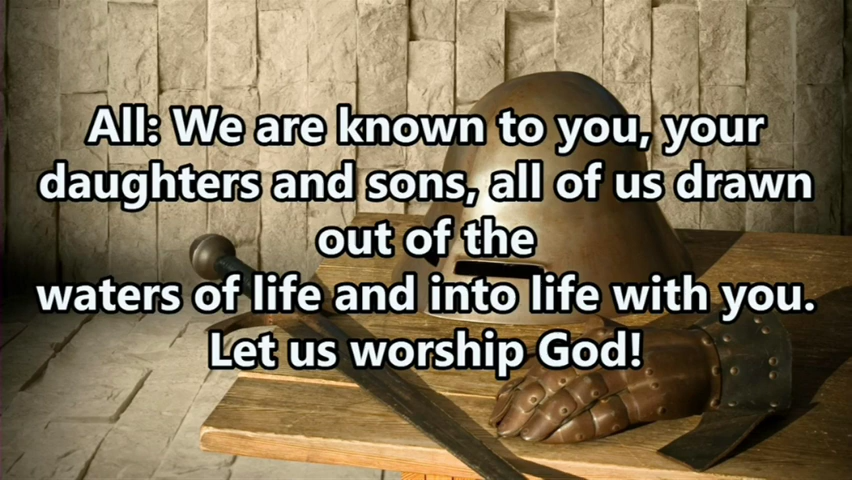 All: We are known to you, your
daughters and sons, all of us drawn
out of the
waters of life and into life with you.
Let us worship God!